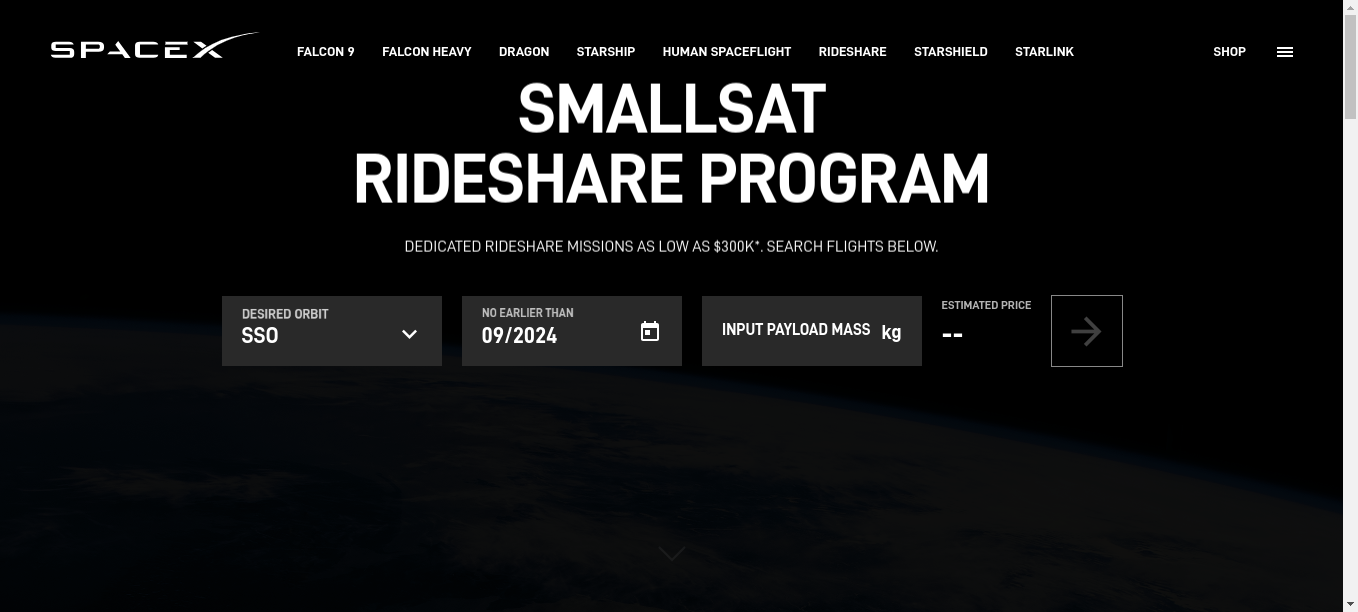 SPACEX
FALCON 9 FALCON HEAVY DRAGON STARSHIP HUMAN SPACEFLIGHT RIDESHARE STARSHIELD STARLINK SHOP
SMALLSAT
RIDESHARE PROGRAM
DEDICATED RIDESHARE MISSIONS AS LOW AS $300K*. SEARCH FLIGHTS BELOW.
DESIRED ORBIT
SSO
NO EARLIER THAN
09/2024
INPUT PAYLOAD MASS kg
ESTIMATED PRICE
--